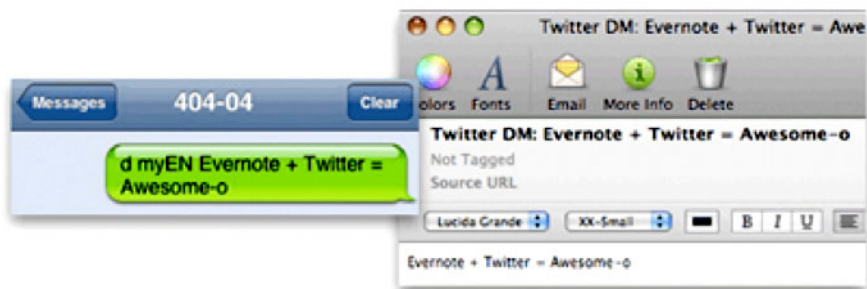 Messages
404-04
Clear
d myEN Evernote + Twitter =
Awesome-o
Twitter DM: Evernote + Twitter = Awe
olors Fonts Email More Info Delete
Twitter DM: Evernote + Twitter = Awesome-o
Not Tagged
Source URL
Lucida Grande XX-Small B I U
Evernote + Twitter = Awesome-o